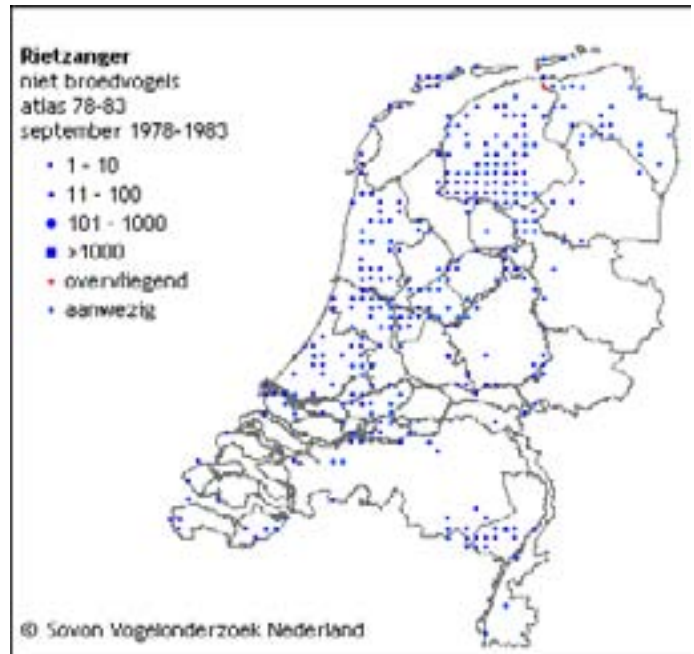 Rietzanger
niet broedvogels
atlas 78-83
september 1978-1983
1 - 10
11 - 100
101 - 1000
>1000
overvliegend
aanwezig
© Sovon Vogelonderzoek Nederland